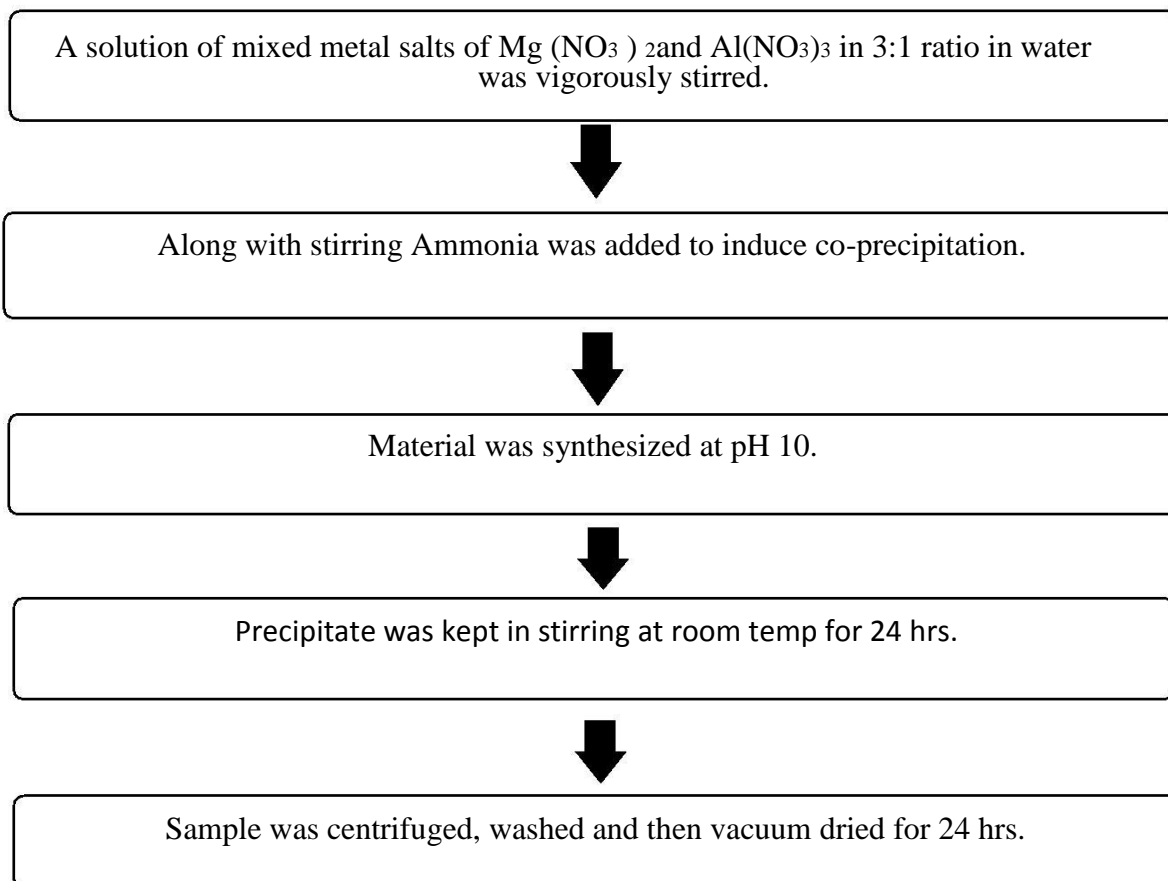 A solution of mixed metal salts of Mg (NO3 ) 2and Al(NO3)3 in 3:1 ratio in water
was vigorously stirred.
Along with stirring Ammonia was added to induce co-precipitation.
Material was synthesized at pH 10.
Precipitate was kept in stirring at room temp for 24 hrs.
Sample was centrifuged, washed and then vacuum dried for 24 hrs.